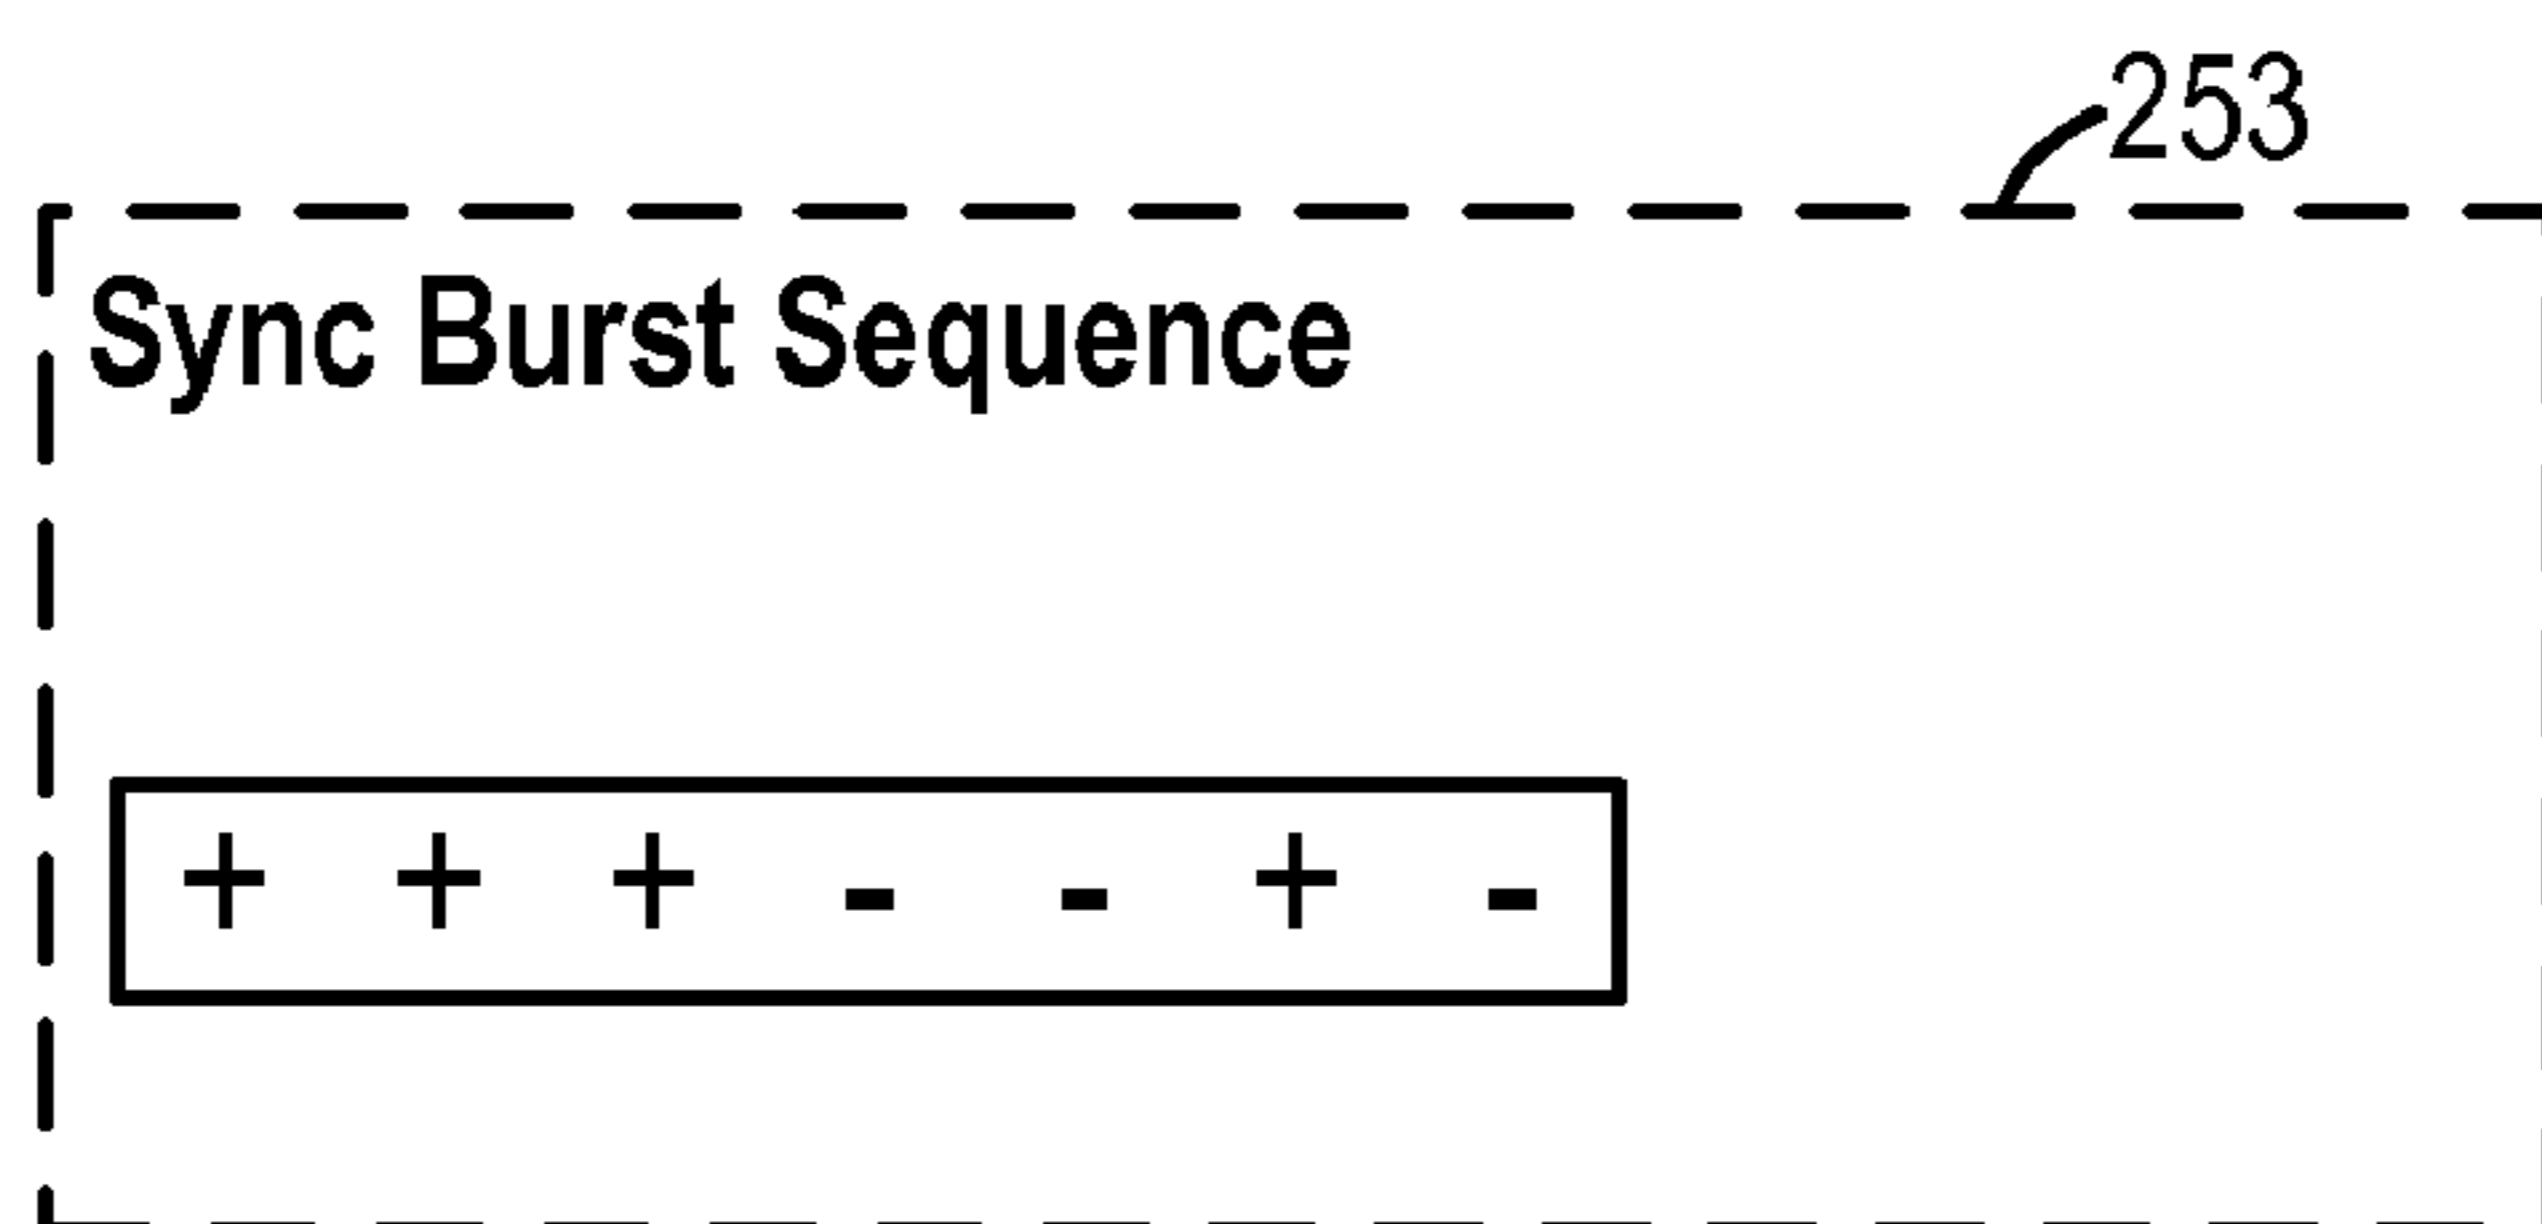 253
Sync Burst Sequence
+ + + - - + -